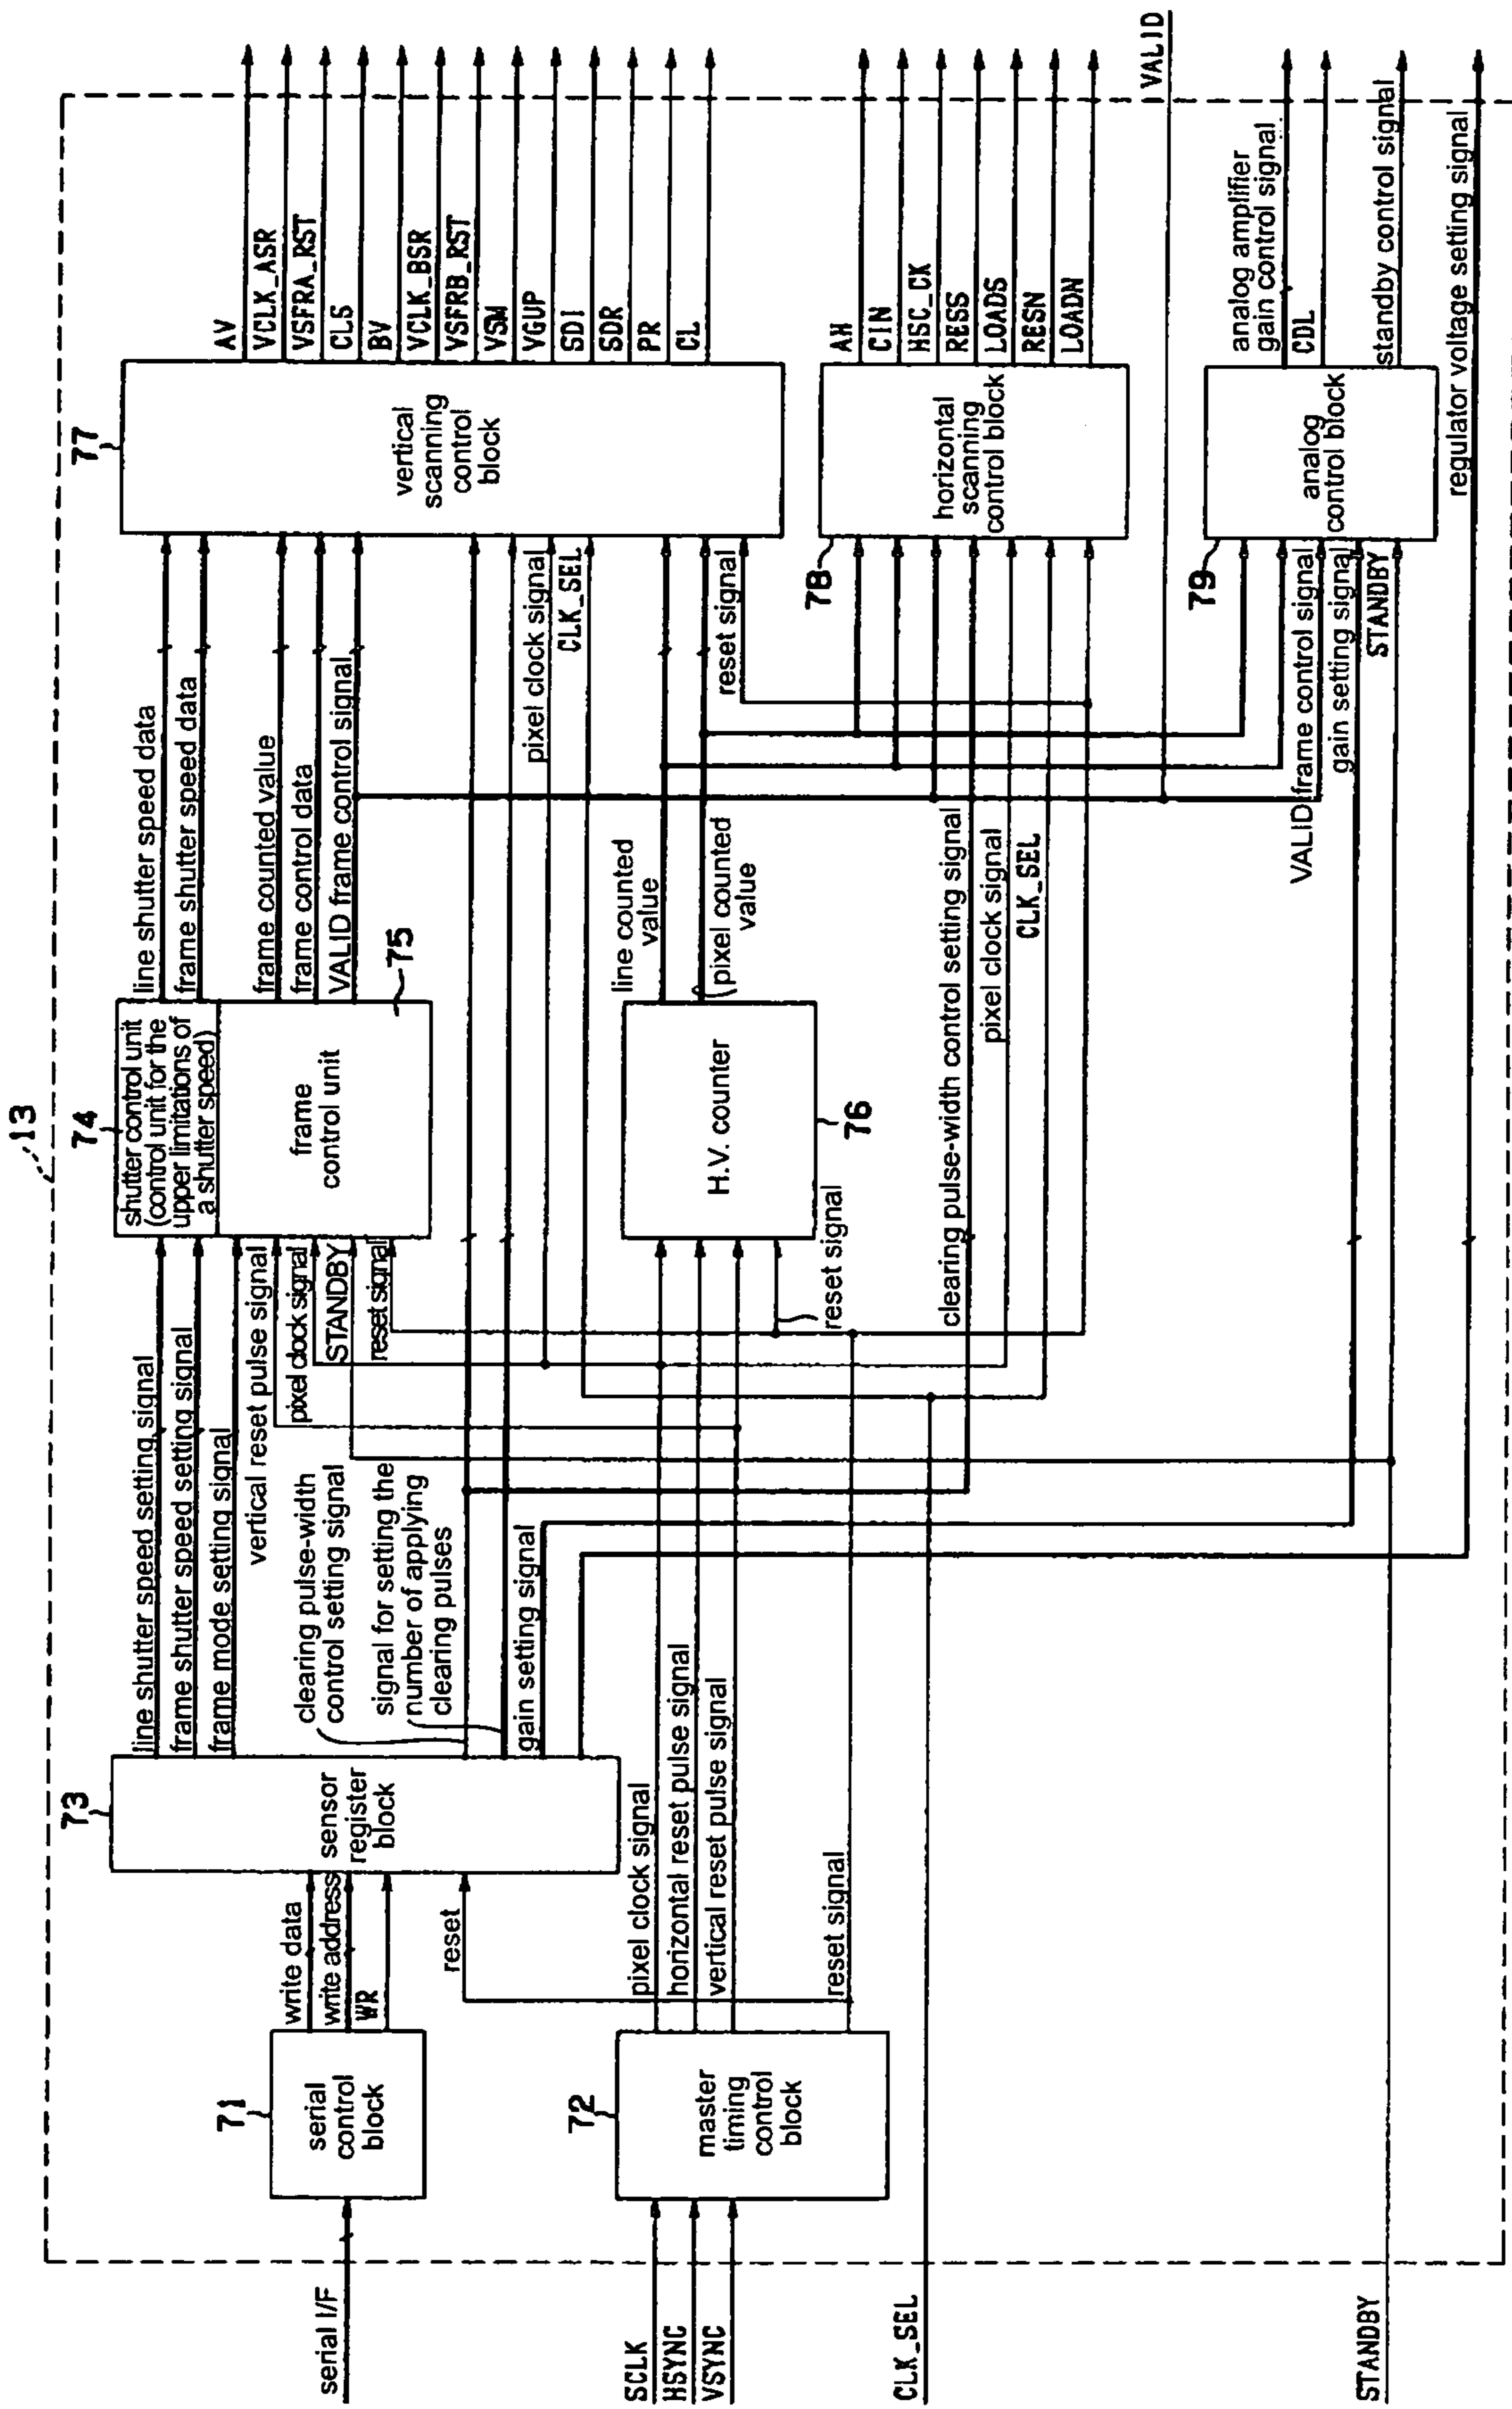 13
serial I/F
SCLK
HSYNC
VSYNC
CLK_SEL
STANDBY
71
serial
control
block
write data
write address
WR
reset
72
master
timing
control
block
pixel clock signal
horizontal reset pulse signal
vertical reset pulse signal
reset signal
73
sensor
register
block
line shutter speed setting signal
frame shutter speed setting signal
frame mode setting signal
vertical reset pulse signal
pixel clock signal
STANDBY
reset signal
clearing pulse-width
control setting signal
signal for setting the
number of applying
clearing pulses
gain setting signal
74
shutter control unit
(control unit for the
upper limitations of
a shutter speed)
frame
control unit
75
line shutter speed data
frame shutter speed data
frame counted value
frame control data
VALID frame control signal
H.V. counter
76
reset signal
line counted
value
pixel counted
value
clearing pulse-width control setting signal
pixel clock signal
CLK_SEL
pixel clock signal
CLK_SEL
reset signal
VALID frame control signal
gain setting signal
STANDBY
77
vertical
scanning
control
block
AV
VCLK_ASR
VSFRA_RST
CLS
BV
VCLK_BSR
VSFRB_RST
VSM
VGUP
SDI
SDR
PR
CL
78
horizontal
scanning
control block
AH
CIN
HSC_CK
RESS
LOADS
RESN
LOADN
VALID
79
analog
control block
analog amplifier
gain control signal
CDL
standby control signal
regulator voltage setting signal